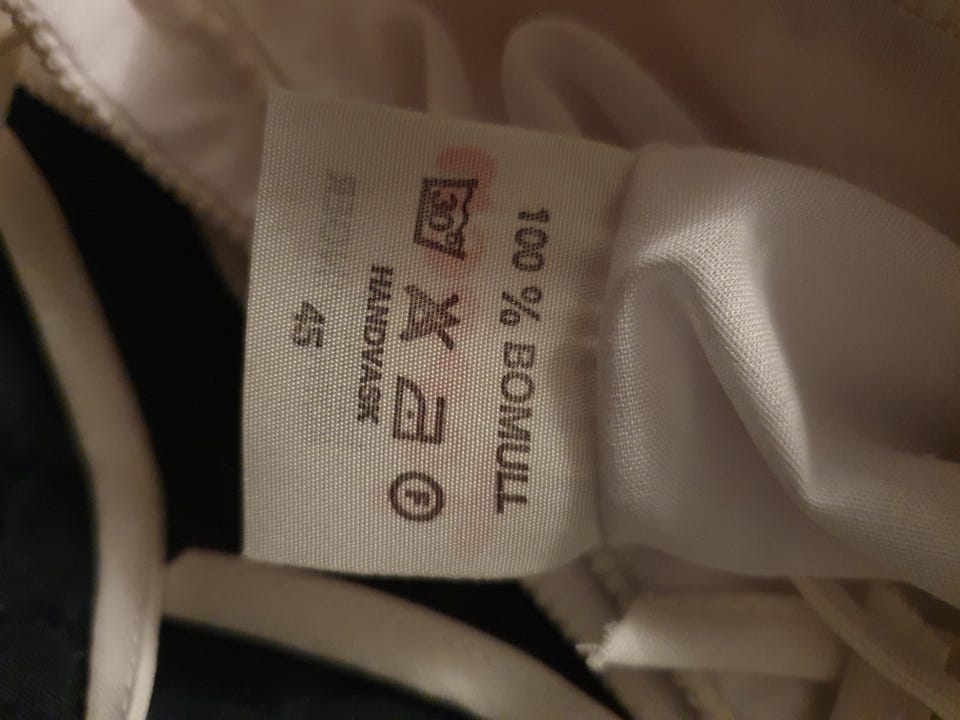 100 % BOMULL
30°
HANDVASK
45